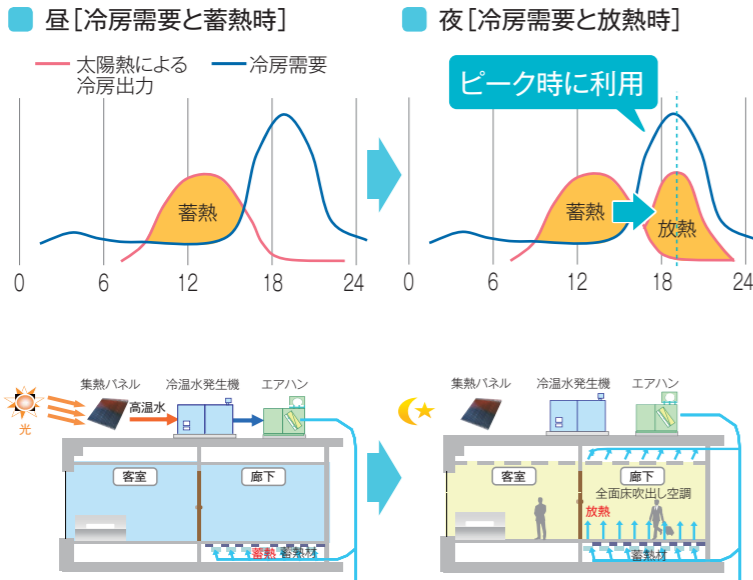 昼[冷房需要と蓄熱時]
太陽熱による
冷房出力
冷房需要
蓄熱
0 6 12 18 24
夜[冷房需要と放熱時]
ピーク時に利用
蓄熱
放熱
0 6 12 18 24
集熱パネル 冷温水発生機 エアハン
光
高温水
客室
廊下
蓄熱 蓄熱材
集熱パネル 冷温水発生機 エアハン
客室
廊下
全面床吹出し空調
放熱
蓄熱材